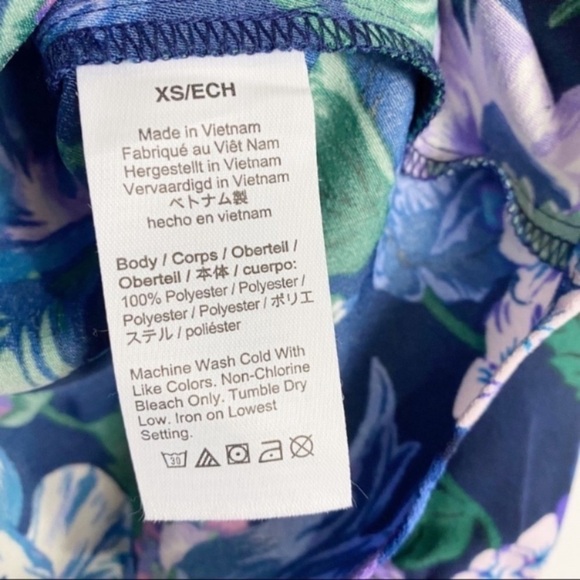 XS/ECH
Made in Vietnam
Fabriqué au Viêt Nam
Hergestellt in Vietnam
Vervaardigd in Vietnam
ベトナム製
hecho en vietnam
Body / Corps / Oberteil /
Oberteil / 本体 / cuerpo:
100% Polyester / Polyester /
Polyester / Polyester / ポリエ
ステル / poliéster
Machine Wash Cold With
Like Colors. Non-Chlorine
Bleach Only. Tumble Dry
Low. Iron on Lowest
Setting.
30